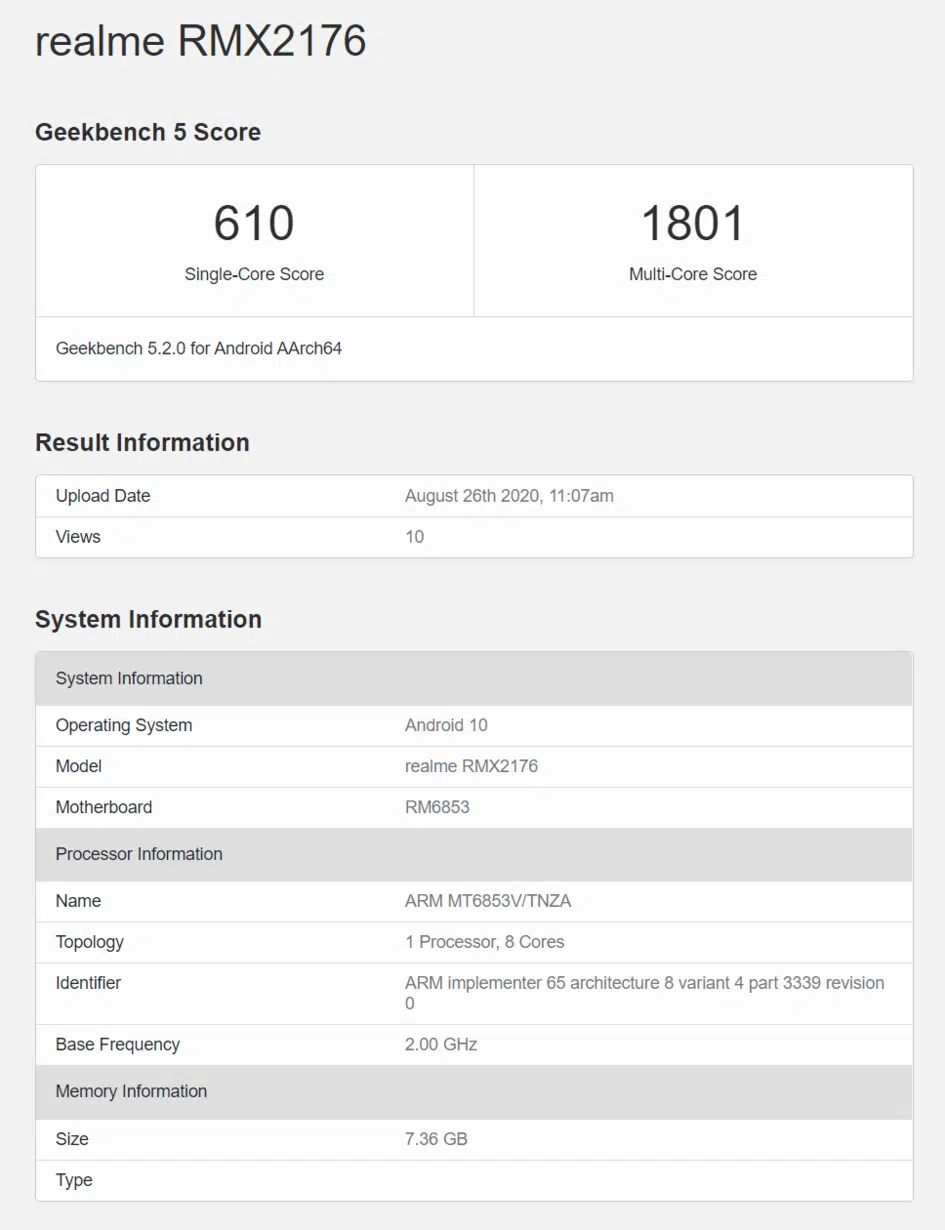 realme RMX2176
Geekbench 5 Score
610
Single-Core Score
1801
Multi-Core Score
Geekbench 5.2.0 for Android AArch64
Result Information
Upload Date August 26th 2020, 11:07am
Views 10
System Information
System Information
Operating System Android 10
Model realme RMX2176
Motherboard RM6853
Processor Information
Name ARM MT6853V/TNZA
Topology 1 Processor, 8 Cores
Identifier ARM implementer 65 architecture 8 variant 4 part 3339 revision
0
Base Frequency 2.00 GHz
Memory Information
Size 7.36 GB
Type